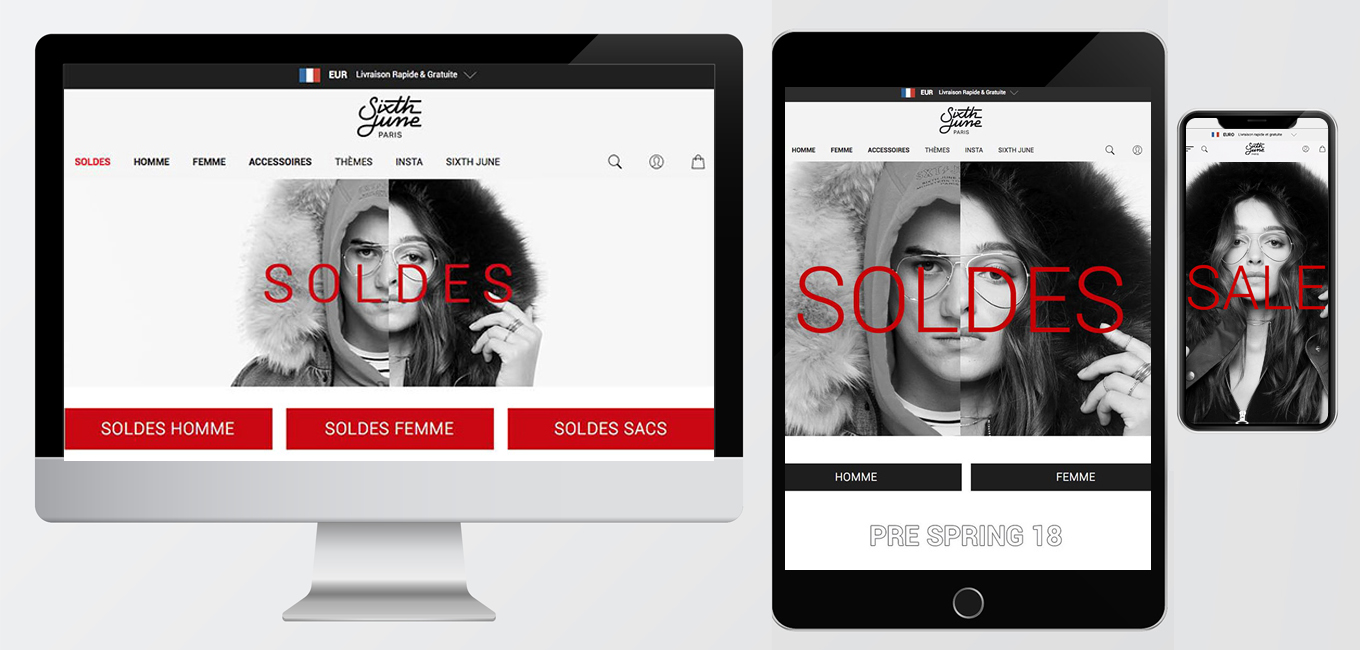 EUR Livraison Rapide & Gratuite
Sixth
June
PARIS
SOLDES HOMME FEMME ACCESSOIRES THÈMES INSTA SIXTH JUNE
SOLDES
SOLDES HOMME SOLDES FEMME SOLDES SACS
EUR Livraison Rapide & Gratuite
Sixth
June
PARIS
HOMME FEMME ACCESSOIRES THÈMES INSTA SIXTH JUNE
SOLDES
HOMME FEMME
PRE SPRING 18
EURO Livraison rapide et gratuite
Sixth
June
SALE